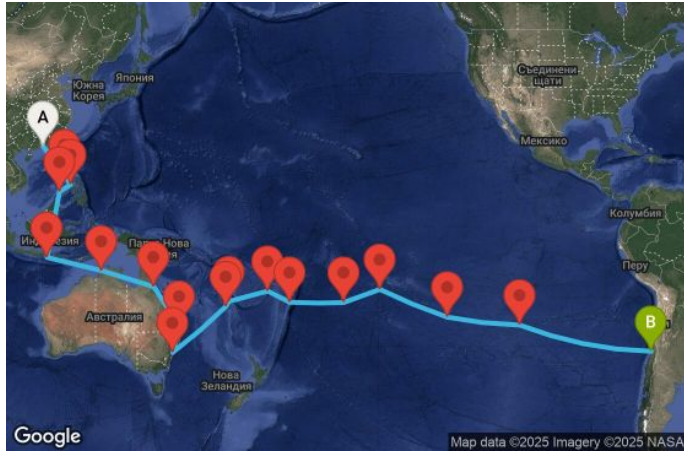 Съединени
щати
Япония
Южна
Корея
A
Мексико
Колумбия
Перу
Австралия
B
Нова
Зеландия
Google
Map data ©2025 Imagery ©2025 NASA